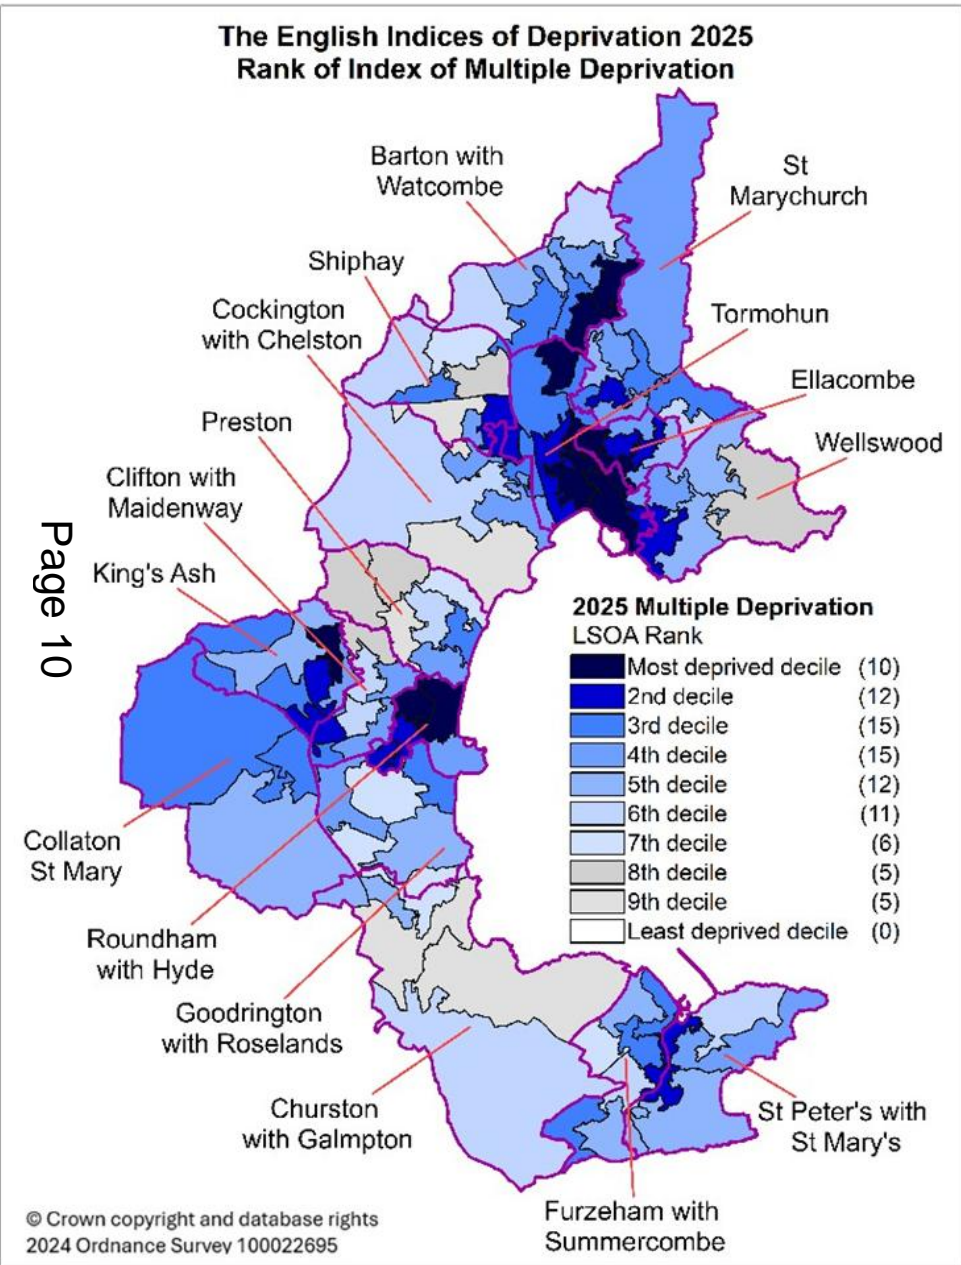 The English Indices of Deprivation 2025
Rank of Index of Multiple Deprivation
Barton with
Watcombe
St
Marychurch
Shiphay
Cockington
with Chelston
Tormohun
Ellacombe
Preston
Wellswood
Clifton with
Maidenway
Page 10
King's Ash
2025 Multiple Deprivation
LSOA Rank
Most deprived decile (10)
2nd decile (12)
3rd decile (15)
4th decile (15)
5th decile (12)
6th decile (11)
7th decile (6)
8th decile (5)
9th decile (5)
Least deprived decile (0)
Collaton
St Mary
Roundham
with Hyde
Goodrington
with Roselands
Churston
with Galmpton
St Peter's with
St Mary's
Furzeham with
Summercombe
© Crown copyright and database rights
2024 Ordnance Survey 100022695